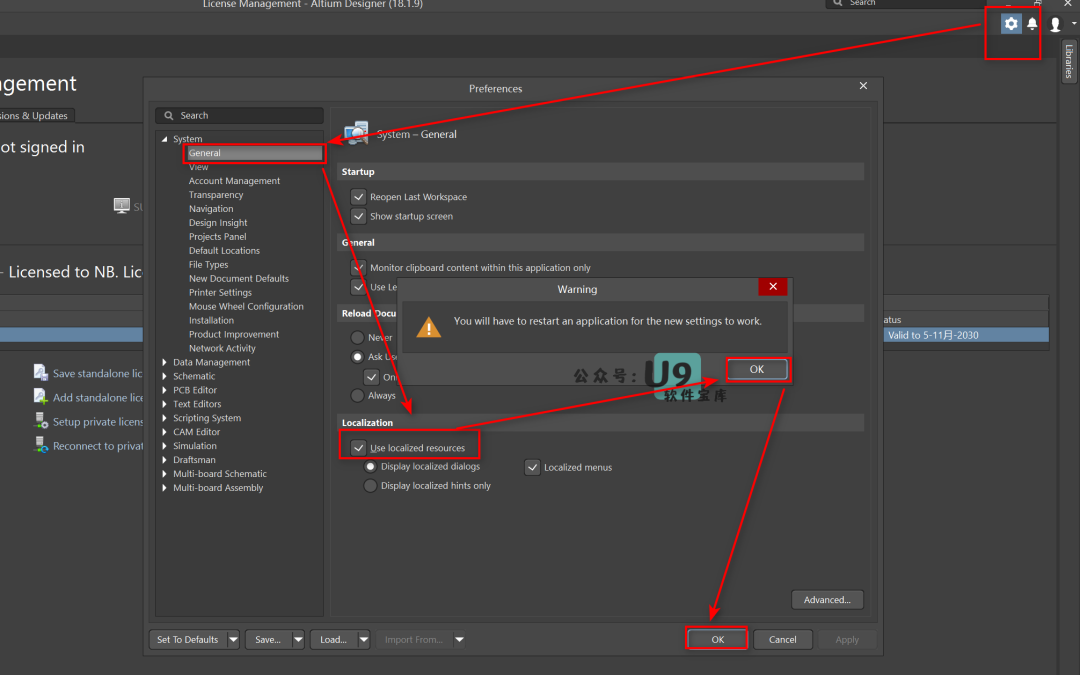 License Management - Altium Designer (18.1.9)
Search
Libraries
gement
ions & Updates
ot signed in
- Licensed to NB. Lic
atus
Valid to 5-11月-2030
Save standalone lic
Add standalone lice
Setup private licens
Reconnect to privat
Preferences
Search
System
General
View
Account Management
Transparency
Navigation
Design Insight
Projects Panel
Default Locations
File Types
New Document Defaults
Printer Settings
Mouse Wheel Configuration
Installation
Product Improvement
Network Activity
Data Management
Schematic
PCB Editor
Text Editors
Scripting System
CAM Editor
Simulation
Draftsman
Multi-board Schematic
Multi-board Assembly
System – General
Startup
Reopen Last Workspace
Show startup screen
General
Monitor clipboard content within this application only
Use Le
Reload Docu
Never
Ask Use
On
Always
Warning
You will have to restart an application for the new settings to work.
OK
公众号: U9
软件宝库
Localization
Use localized resources
Display localized dialogs
Localized menus
Display localized hints only
Advanced...
Set To Defaults
Save...
Load...
Import From...
OK
Cancel
Apply